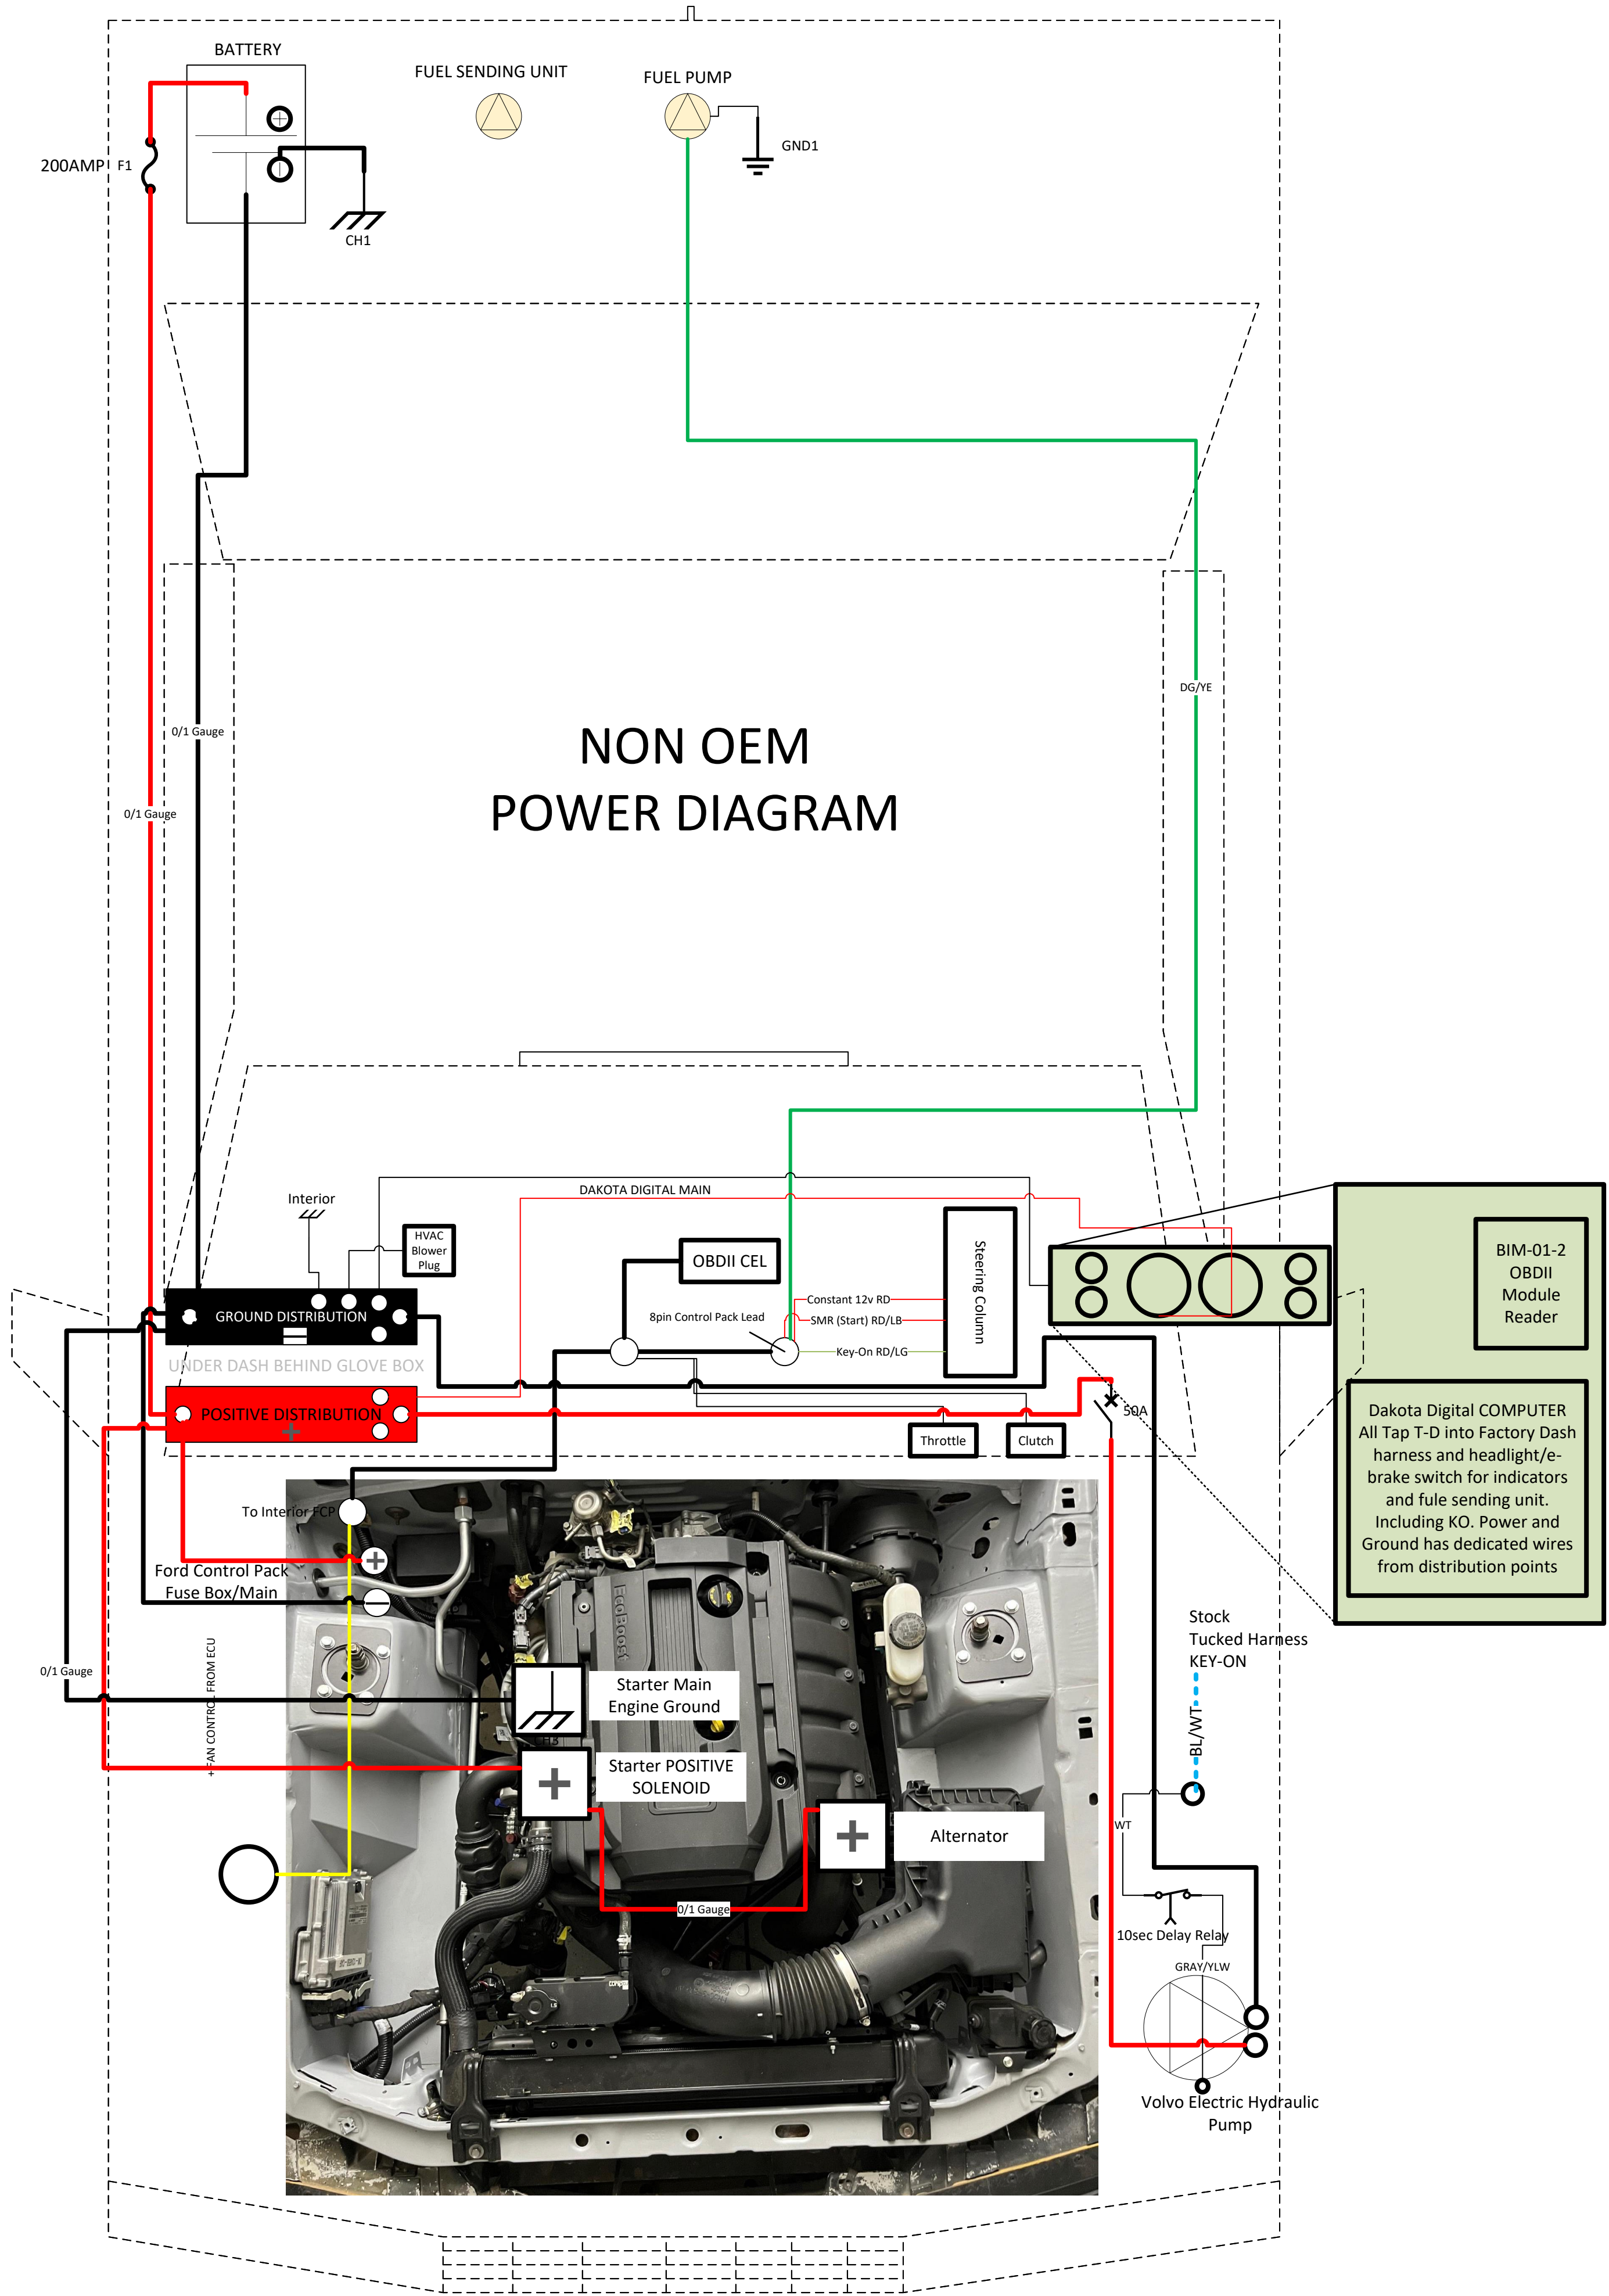 BATTERY
FUEL SENDING UNIT
FUEL PUMP
200AMP
F1
GND1
CH1
DG/YE
0/1 Gauge
NON OEM
POWER DIAGRAM
0/1 Gauge
DAKOTA DIGITAL MAIN
Interior
HVAC
Blower
Plug
OBDII CEL
Steering Column
BIM-01-2
OBDII
Module
Reader
Constant 12v RD
8pin Control Pack Lead
SMR (Start) RD/LB
Key-On RD/LG
GROUND DISTRIBUTION
UNDER DASH BEHIND GLOVE BOX
POSITIVE DISTRIBUTION
50A
Throttle
Clutch
Dakota Digital COMPUTER
All Tap T-D into Factory Dash
harness and headlight/e-
brake switch for indicators
and fule sending unit.
Including KO. Power and
Ground has dedicated wires
from distribution points
To Interior FCP
Ford Control Pack
Fuse Box/Main
EcoBoost
Stock
Tucked Harness
KEY-ON
0/1 Gauge
+ FAN CONTROL FROM ECU
Starter Main
Engine Ground
CH3
Starter POSITIVE
SOLENOID
BL/WT
Alternator
WT
0/1 Gauge
10sec Delay Relay
GRAY/YLW
Volvo Electric Hydraulic
Pump